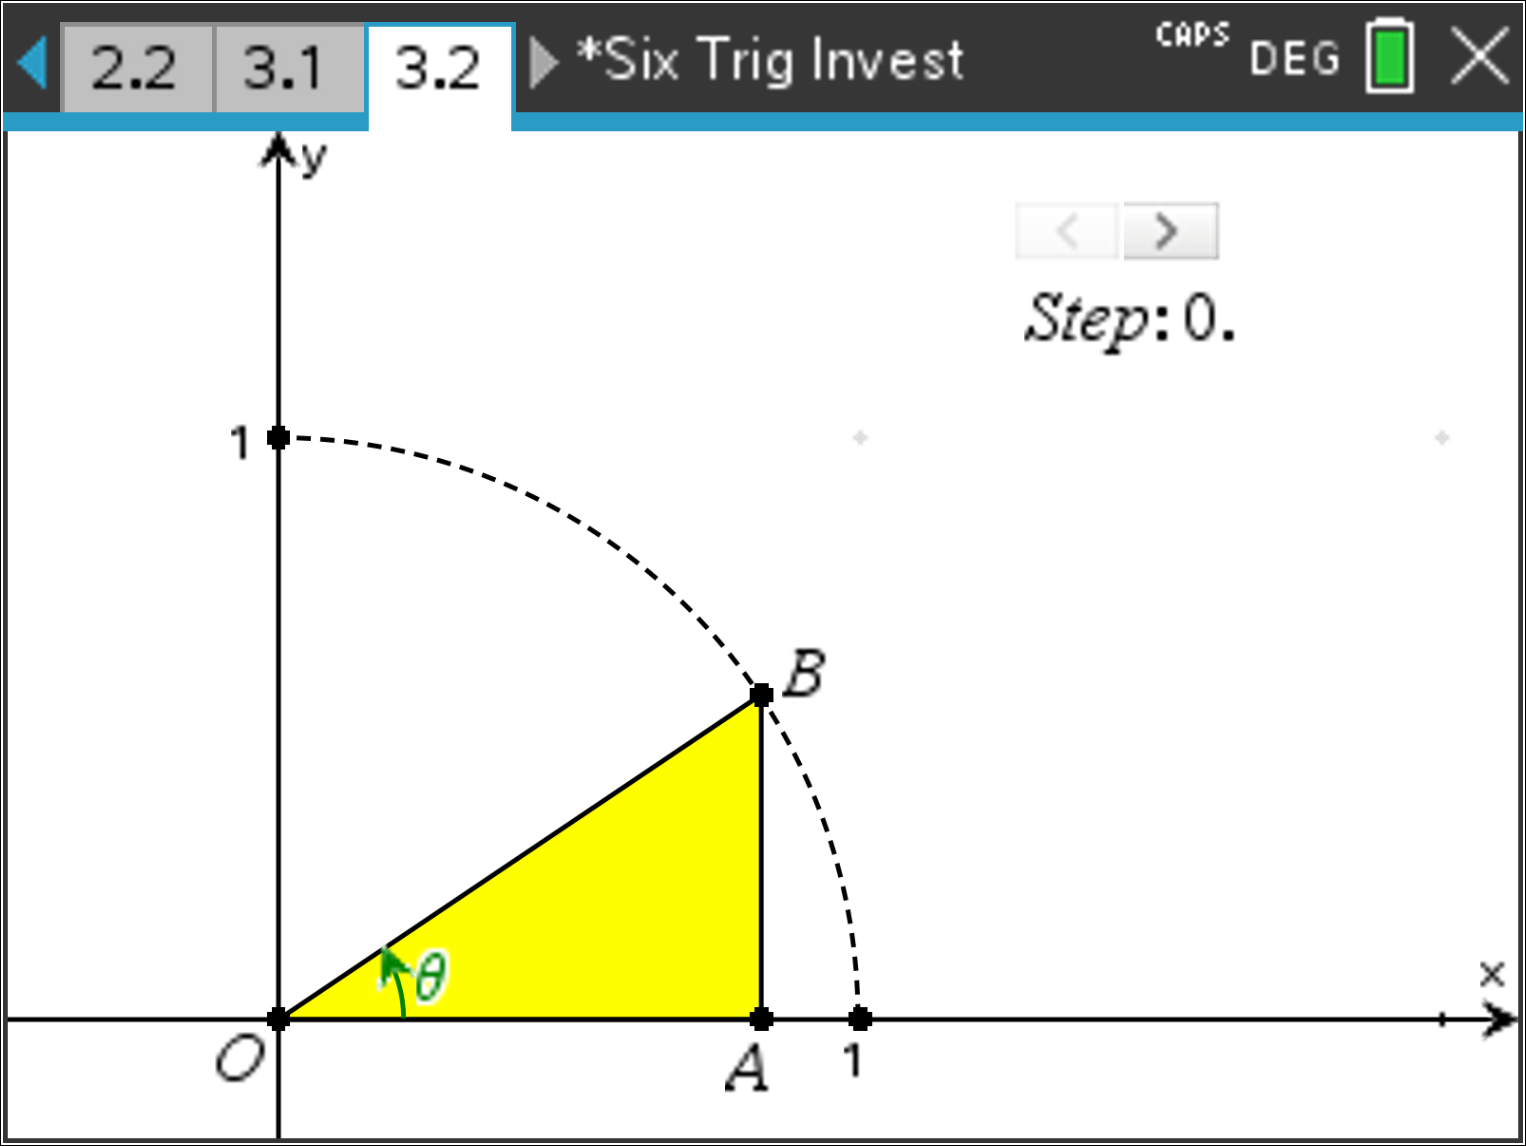 2.2 3.1 3.2 *Six Trig Invest CAPS DEG
y
Step: 0.
1
B
θ
x
O A 1